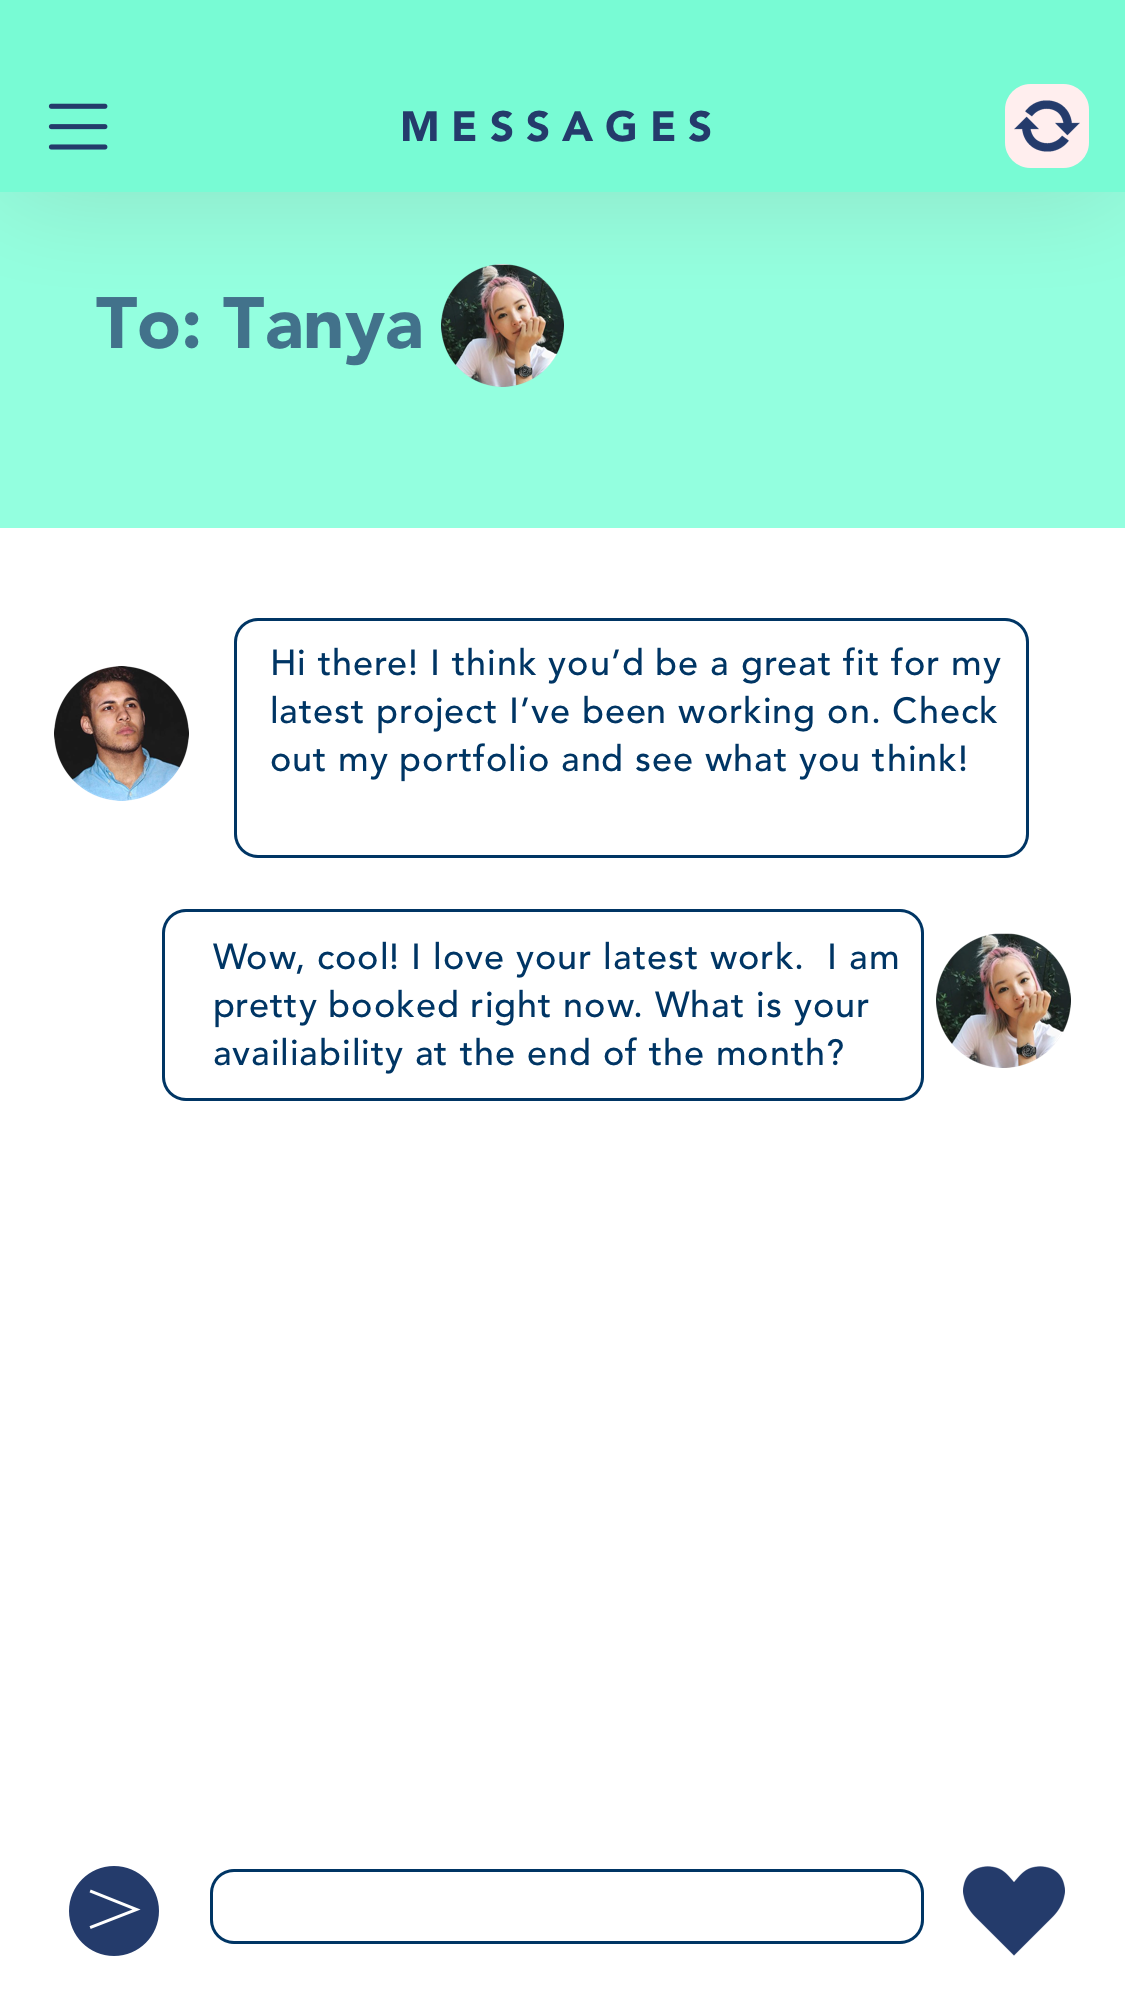 MESSAGES
To: Tanya
Hi there! I think you’d be a great fit for my
latest project I’ve been working on. Check
out my portfolio and see what you think!
Wow, cool! I love your latest work.  I am
pretty booked right now. What is your
availiability at the end of the month?